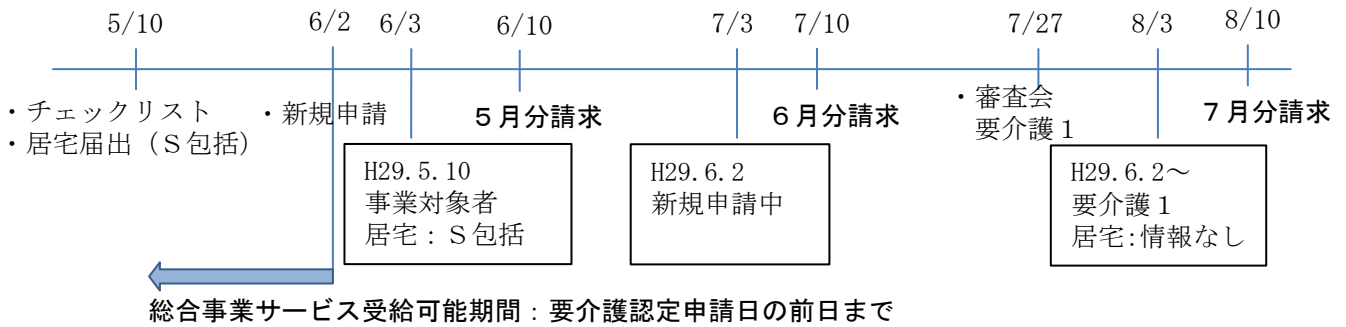 5/10
6/2
6/3
6/10
7/3
7/10
7/27
8/3
8/10
・チェックリスト
・居宅届出（Ｓ包括）
・新規申請
５月分請求
６月分請求
・審査会
要介護１
７月分請求
H29.5.10
事業対象者
居宅：Ｓ包括
H29.6.2
新規申請中
H29.6.2～
要介護１
居宅:情報なし
総合事業サービス受給可能期間：要介護認定申請日の前日まで